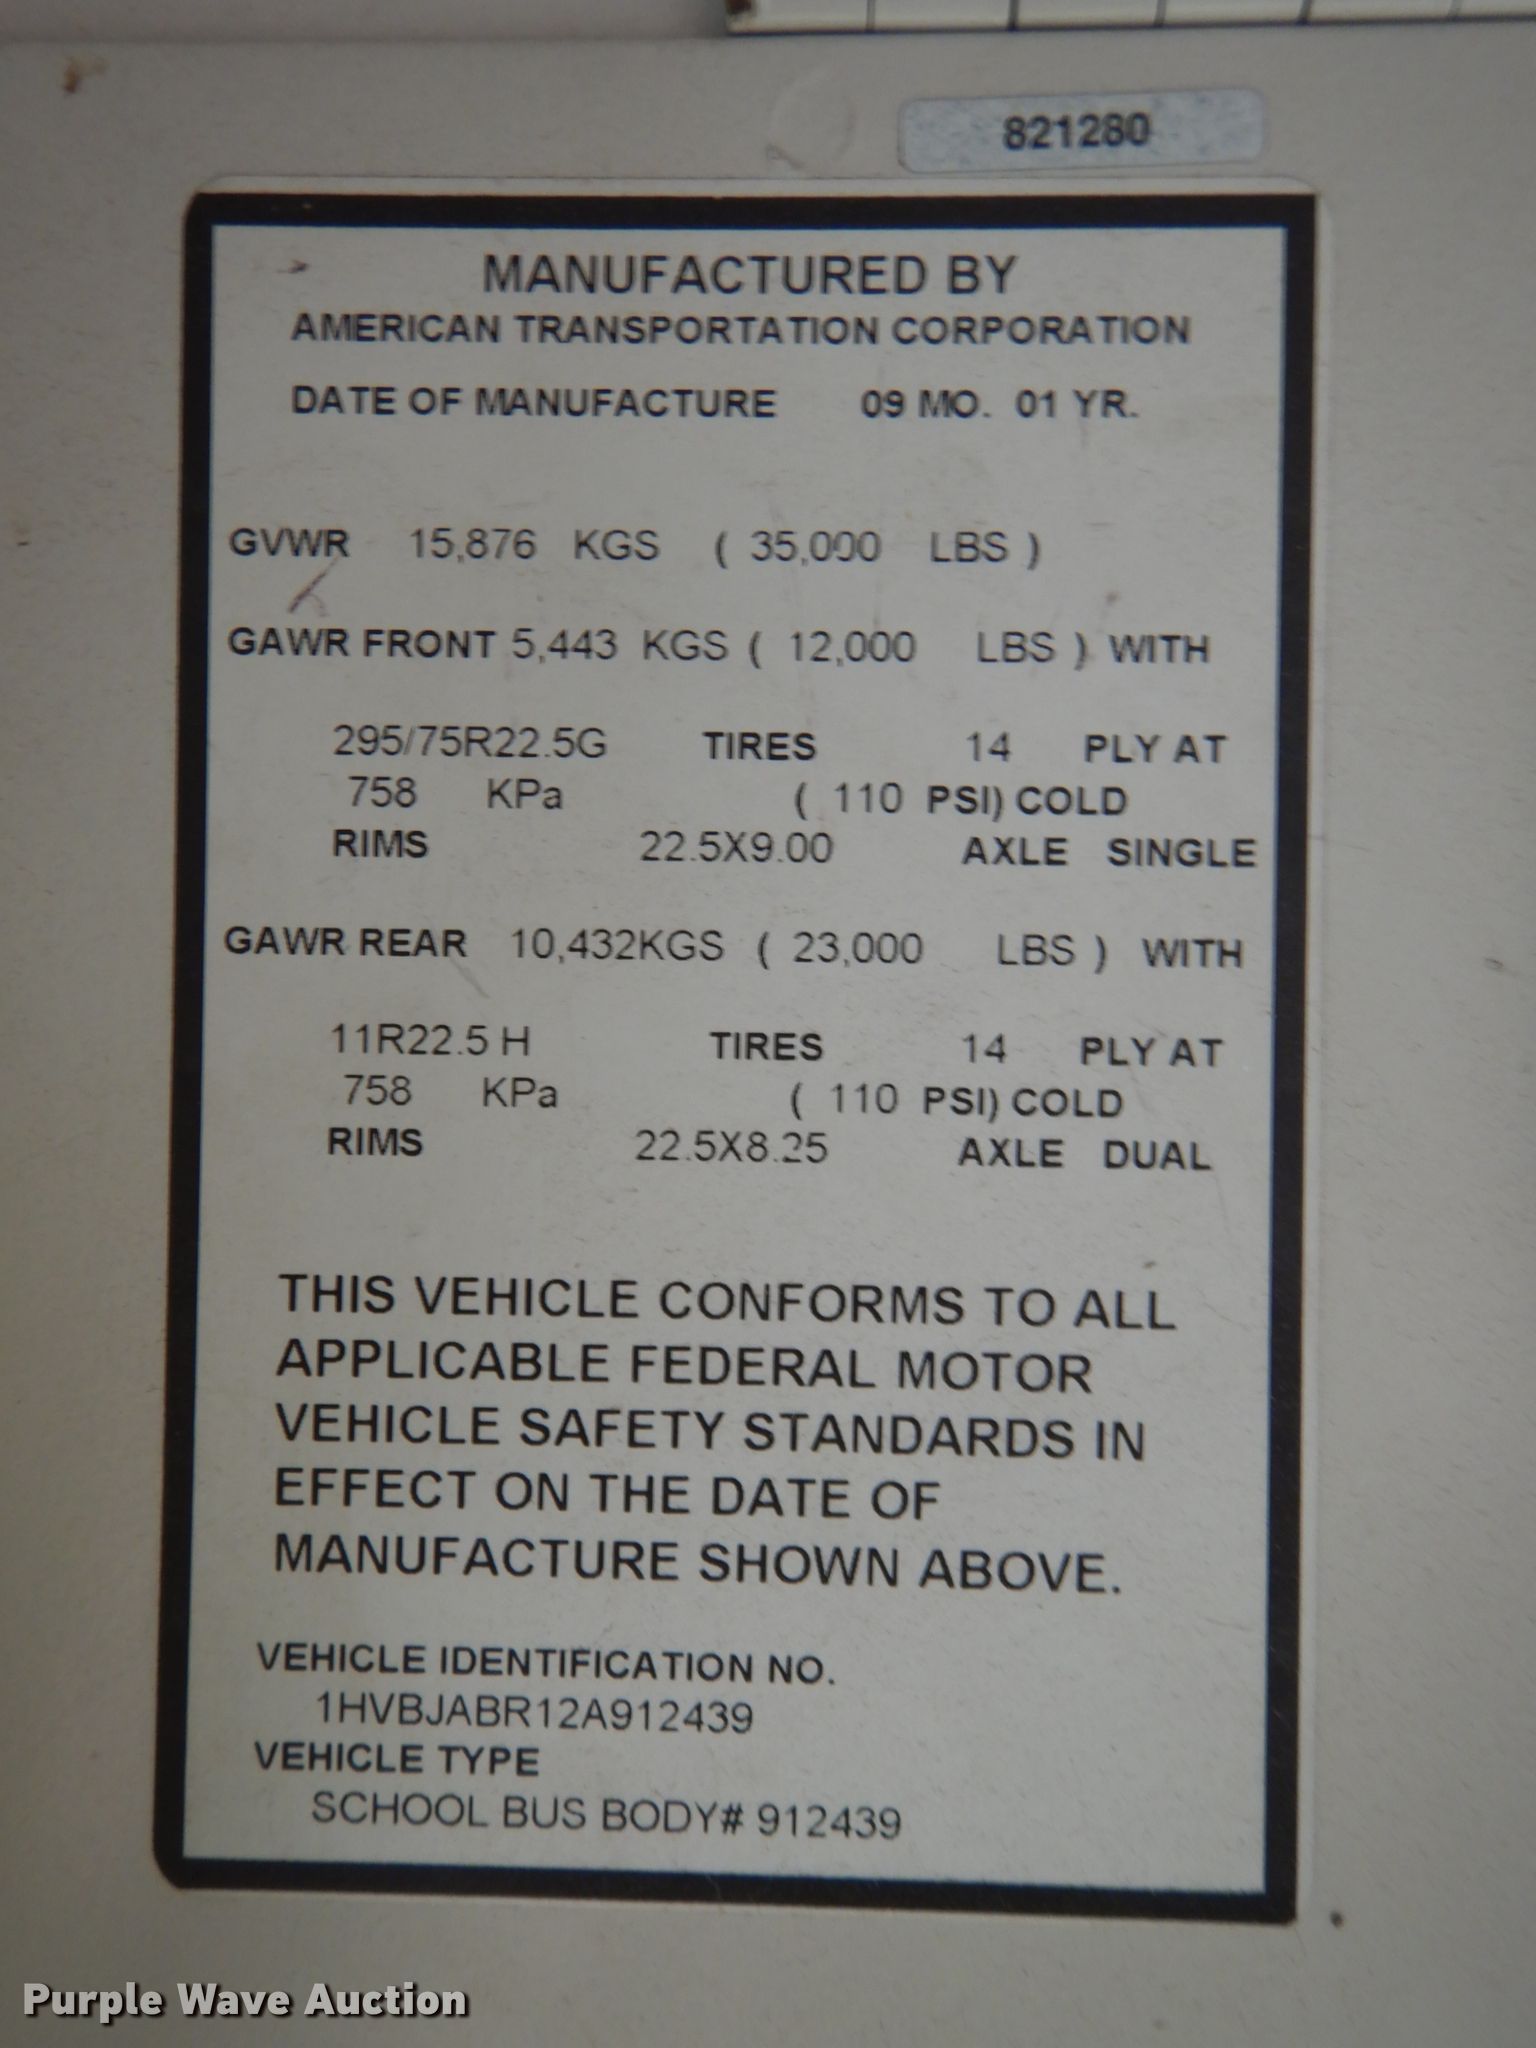 821280
MANUFACTURED BY
AMERICAN TRANSPORTATION CORPORATION
DATE OF MANUFACTURE 09 MO. 01 YR.
GVWR 15,876 KGS ( 35,000 LBS )
GAWR FRONT 5,443 KGS ( 12,000 LBS ) WITH
295/75R22.5G TIRES 14 PLY AT
758 KPa ( 110 PSI) COLD
RIMS 22.5X9.00 AXLE SINGLE
GAWR REAR 10,432KGS ( 23,000 LBS ) WITH
11R22.5 H TIRES 14 PLY AT
758 KPa ( 110 PSI) COLD
RIMS 22.5X8.25 AXLE DUAL
THIS VEHICLE CONFORMS TO ALL
APPLICABLE FEDERAL MOTOR
VEHICLE SAFETY STANDARDS IN
EFFECT ON THE DATE OF
MANUFACTURE SHOWN ABOVE.
VEHICLE IDENTIFICATION NO.
1HVBJABR12A912439
VEHICLE TYPE
SCHOOL BUS BODY# 912439
Purple Wave Auction